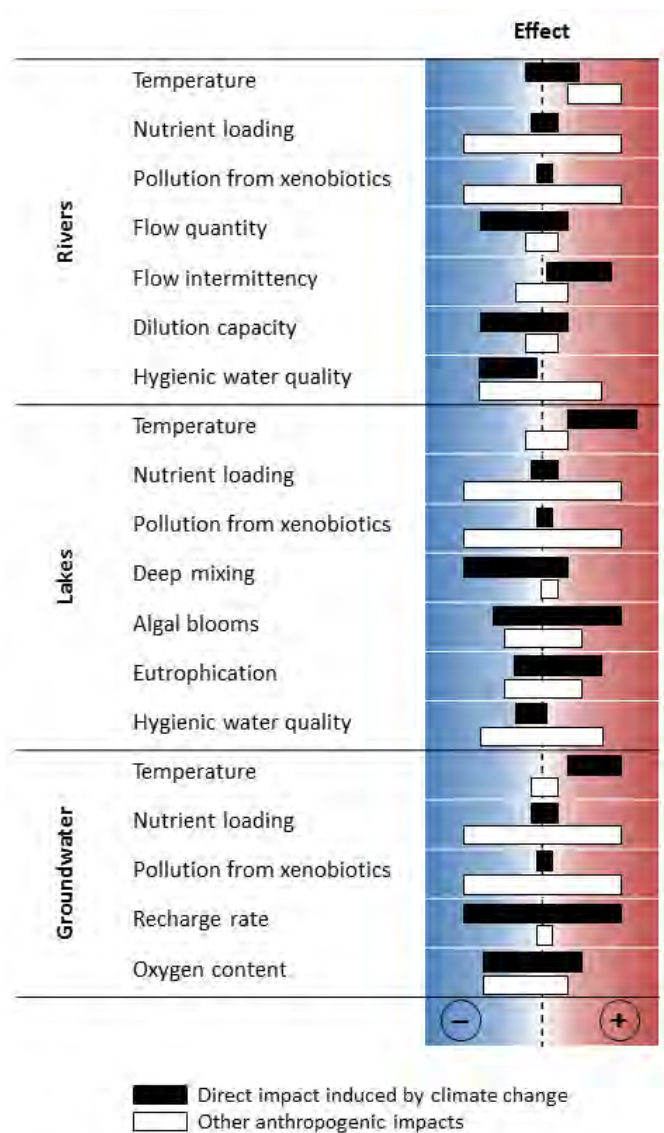 Effect
Rivers
Temperature
Nutrient loading
Pollution from xenobiotics
Flow quantity
Flow intermittency
Dilution capacity
Hygienic water quality
Lakes
Temperature
Nutrient loading
Pollution from xenobiotics
Deep mixing
Algal blooms
Eutrophication
Hygienic water quality
Groundwater
Temperature
Nutrient loading
Pollution from xenobiotics
Recharge rate
Oxygen content
− +
Direct impact induced by climate change
Other anthropogenic impacts